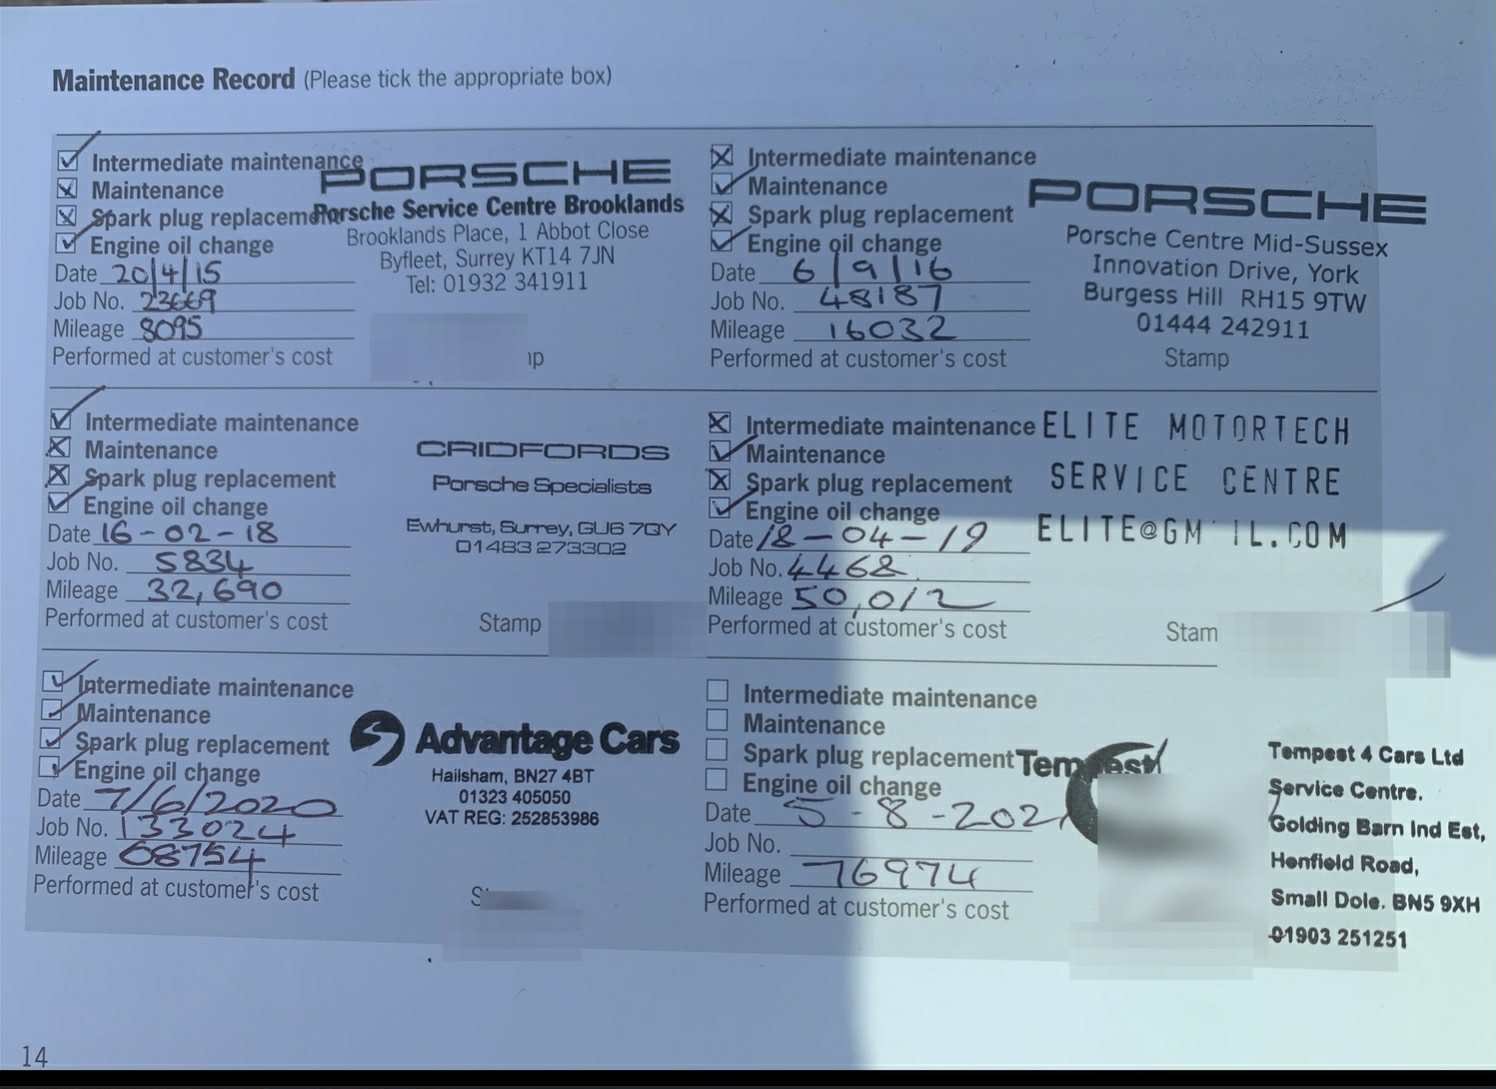 Maintenance Record (Please tick the appropriate box)
Intermediate maintenance
Maintenance
Spark plug replacement
Engine oil change
Date 20/4/15
Job No. 23669
Mileage 8095
Performed at customer's cost
PORSCHE
Porsche Service Centre Brooklands
Brooklands Place, 1 Abbot Close
Byfleet, Surrey KT14 7JN
Tel: 01932 341911
Intermediate maintenance
Maintenance
Spark plug replacement
Engine oil change
Date 6/9/16
Job No. 48187
Mileage 16032
Performed at customer's cost
PORSCHE
Porsche Centre Mid-Sussex
Innovation Drive, York
Burgess Hill RH15 9TW
01444 242911
Stamp
Intermediate maintenance
Maintenance
Spark plug replacement
Engine oil change
Date 16-02-18
Job No. 5834
Mileage 32,690
Performed at customer's cost
CRIDFORDS
Porsche Specialists
Ewhurst, Surrey, GU6 7QY
01483 273302
Stamp
Intermediate maintenance
Maintenance
Spark plug replacement
Engine oil change
Date 18-04-19
Job No. 4468
Mileage 50,012
Performed at customer's cost
ELITE MOTORTECH
SERVICE CENTRE
ELITE@GM IL.COM
Stam
Intermediate maintenance
Maintenance
Spark plug replacement
Engine oil change
Date 7/6/2020
Job No. 133024
Mileage 68754
Performed at customer's cost
Advantage Cars
Hailsham, BN27 4BT
01323 405050
VAT REG: 252853986
Intermediate maintenance
Maintenance
Spark plug replacement
Engine oil change
Date 5-8-2021
Job No.
Mileage 76974
Performed at customer's cost
Tempest
Tempest 4 Cars Ltd
Service Centre.
Golding Barn Ind Est,
Henfield Road,
Small Dole. BN5 9XH
01903 251251
14